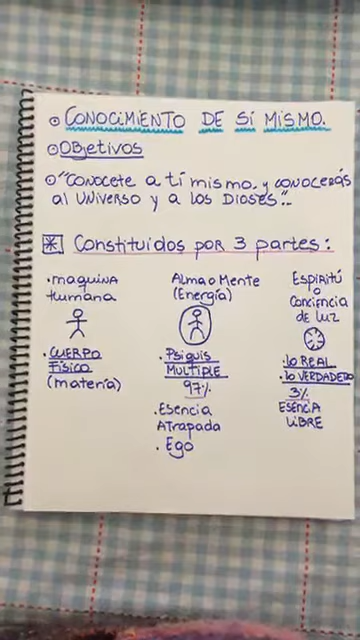 CONOCIMIENTO DE SÍ MISMO.
Objetivos
"CONOCETE a tí mismo y CONOCERÁS
al UNIVERSO y a LOS DIOSES"..
Constituidos por 3 partes:
• maquina
Humana
• CUERPO
Físico
(materia)
Alma o Mente
(Energía)
• Psiquis
MULTIPLE
97%
• Esencia
ATrapada
• Ego
Espíritu
o
Conciencia
de Luz
• lo REAL
• lo VERDADERO
3%
ESENCIA
LIBRE